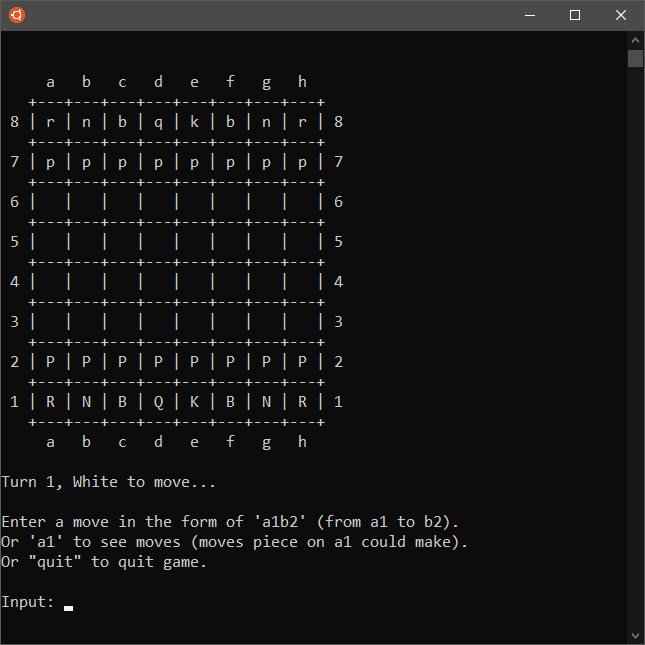 a   b   c   d   e   f   g   h
  +---+---+---+---+---+---+---+---+
8 | r | n | b | q | k | b | n | r | 8
  +---+---+---+---+---+---+---+---+
7 | p | p | p | p | p | p | p | p | 7
  +---+---+---+---+---+---+---+---+
6 |   |   |   |   |   |   |   |   | 6
  +---+---+---+---+---+---+---+---+
5 |   |   |   |   |   |   |   |   | 5
  +---+---+---+---+---+---+---+---+
4 |   |   |   |   |   |   |   |   | 4
  +---+---+---+---+---+---+---+---+
3 |   |   |   |   |   |   |   |   | 3
  +---+---+---+---+---+---+---+---+
2 | P | P | P | P | P | P | P | P | 2
  +---+---+---+---+---+---+---+---+
1 | R | N | B | Q | K | B | N | R | 1
  +---+---+---+---+---+---+---+---+
    a   b   c   d   e   f   g   h
Turn 1, White to move...
Enter a move in the form of 'a1b2' (from a1 to b2).
Or 'a1' to see moves (moves piece on a1 could make).
Or "quit" to quit game.
Input: